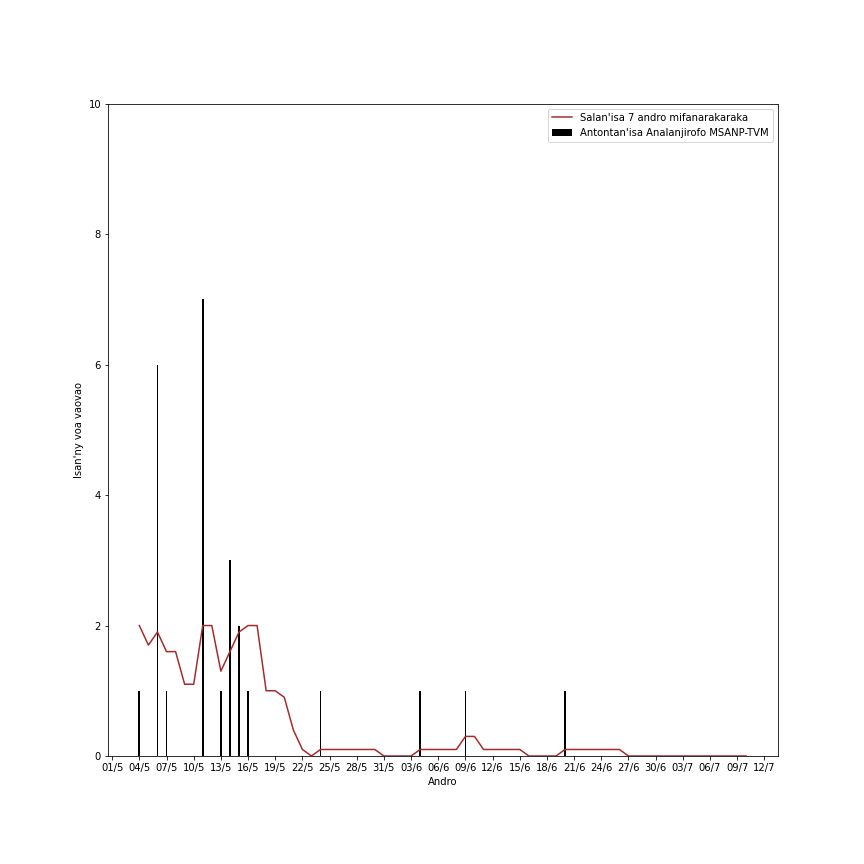 Salan'isa 7 andro mifanarakaraka
Antontan'isa Analanjirofo MSANP-TVM
10
8
6
4
2
0
Isan'ny voa vaovao
01/5 04/5 07/5 10/5 13/5 16/5 19/5 22/5 25/5 28/5 31/5 03/6 06/6 09/6 12/6 15/6 18/6 21/6 24/6 27/6 30/6 03/7 06/7 09/7 12/7
Andro